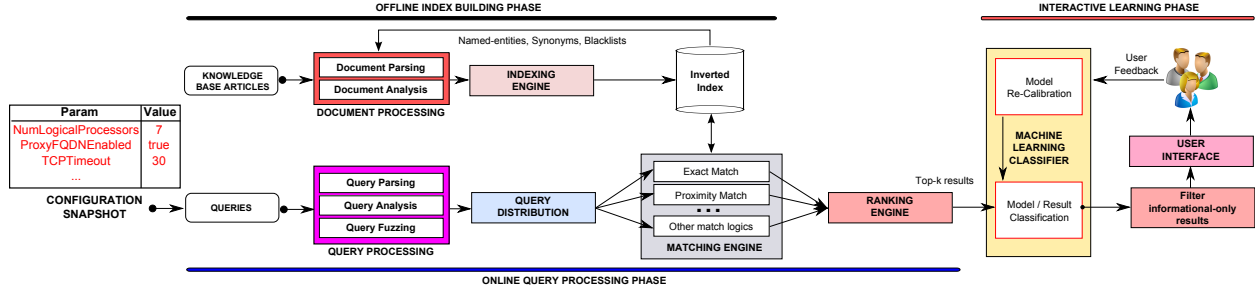 OFFLINE INDEX BUILDING PHASE
INTERACTIVE LEARNING PHASE
Named-entities, Synonyms, Blacklists
KNOWLEDGE
BASE ARTICLES
Document Parsing
Document Analysis
DOCUMENT PROCESSING
INDEXING
ENGINE
Inverted
Index
Model
Re-Calibration
User
Feedback
Param Value
NumLogicalProcessors 7
ProxyFQDNEnabled true
TCPTimeout 30
...
CONFIGURATION
SNAPSHOT
QUERIES
Query Parsing
Query Analysis
Query Fuzzing
QUERY PROCESSING
QUERY
DISTRIBUTION
Exact Match
Proximity Match
Other match logics
MATCHING ENGINE
RANKING
ENGINE
Top-k results
MACHINE
LEARNING
CLASSIFIER
Model / Result
Classification
USER
INTERFACE
Filter
informational-only
results
ONLINE QUERY PROCESSING PHASE